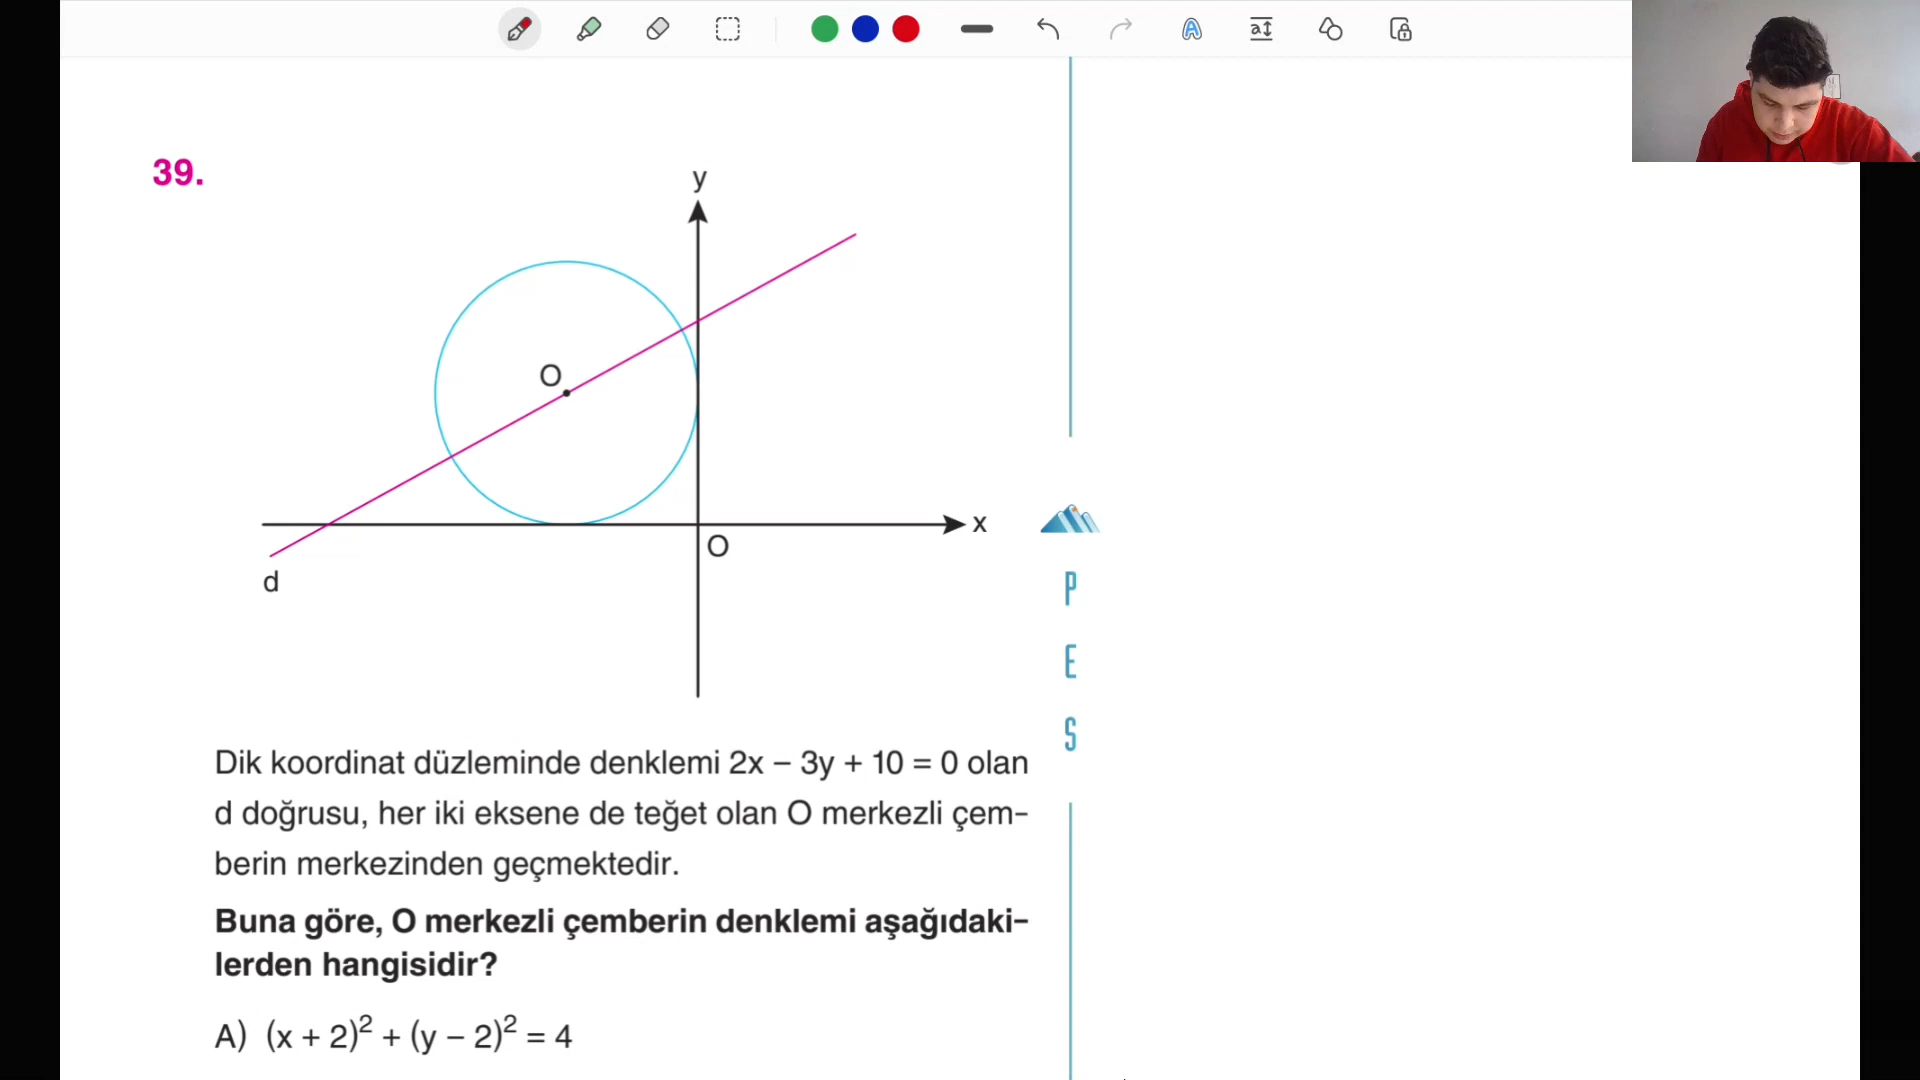 39.
y
O
x
O
d
P
E
S
Dik koordinat düzleminde denklemi 2x − 3y + 10 = 0 olan
d doğrusu, her iki eksene de teğet olan O merkezli çem-
berin merkezinden geçmektedir.
Buna göre, O merkezli çemberin denklemi aşağıdaki-
lerden hangisidir?
A) (x + 2)² + (y − 2)² = 4